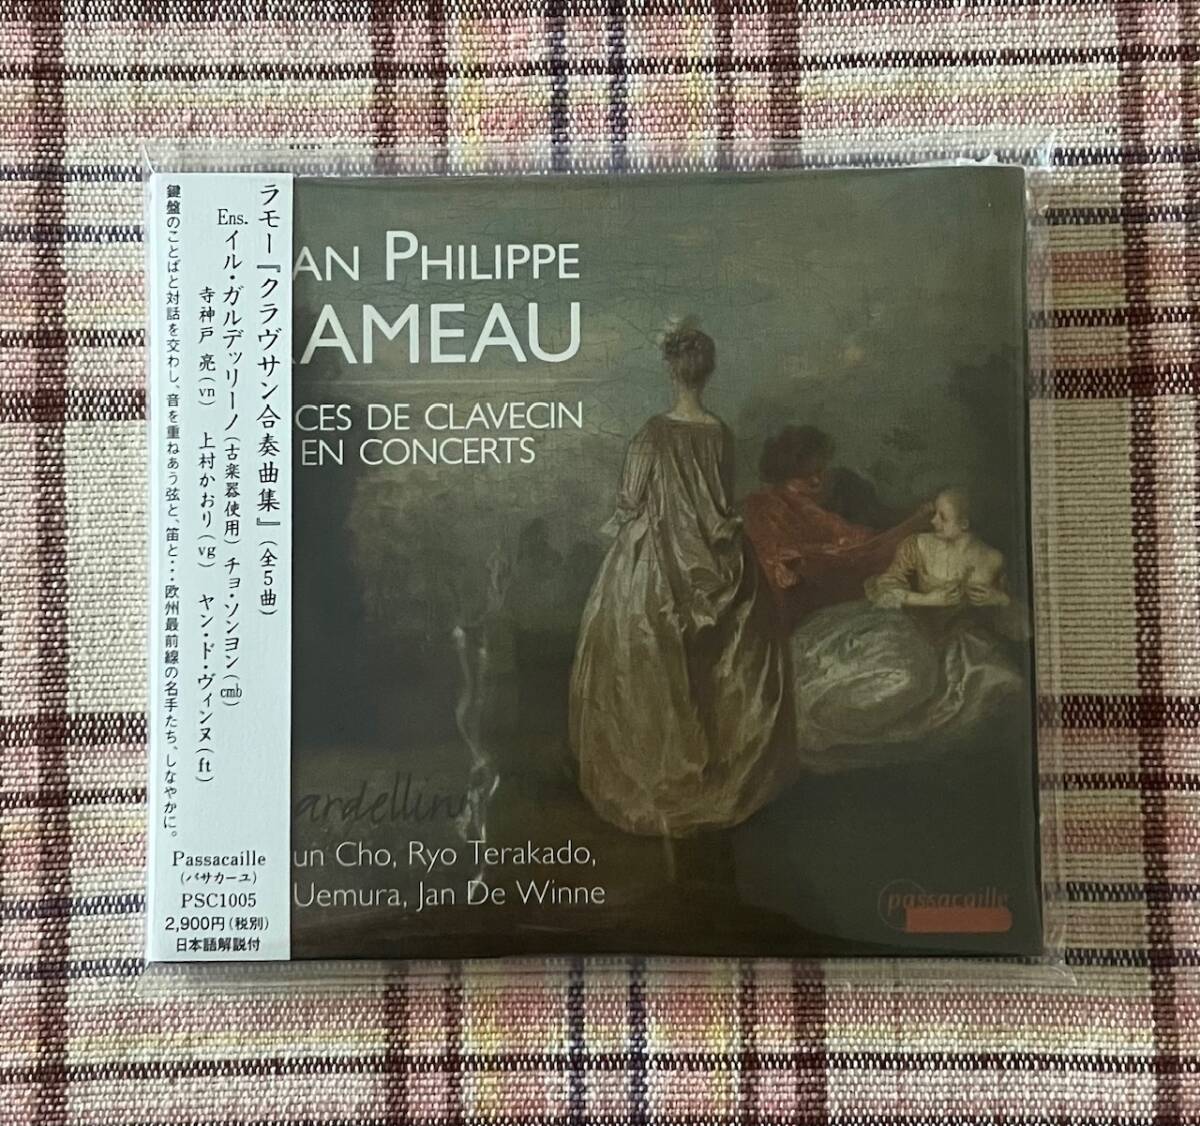 ラモー『クラヴサン合奏曲集』(全5曲)
Ens.イル・ガルデッリーノ(古楽器使用) チョ・ソンヨン(cmb)
寺神戸 亮(vn) 上村かおり(vg) ヤン・ド・ヴィンヌ(ft)
鍵盤のことばと対話を交わし、音を重ねあう弦と、笛と・・・欧州最前線の名手たち、しなやかに。
Passacaille
(パサカーユ)
PSC1005
2,900円(税別)
日本語解説付
AN PHILIPPE
RAMEAU
CES DE CLAVECIN
EN CONCERTS
ardellino
un Cho, Ryo Terakado,
Uemura, Jan De Winne
passacaille